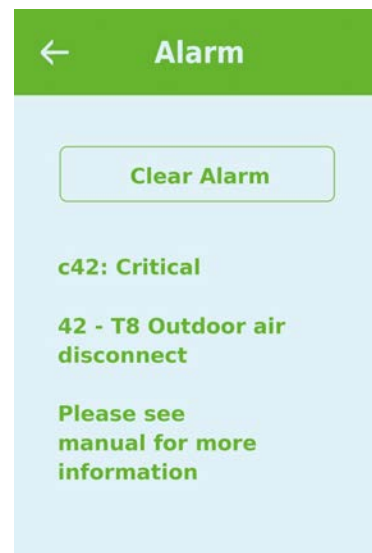 Alarm
Clear Alarm
c42: Critical
42 - T8 Outdoor air
disconnect
Please see
manual for more
information